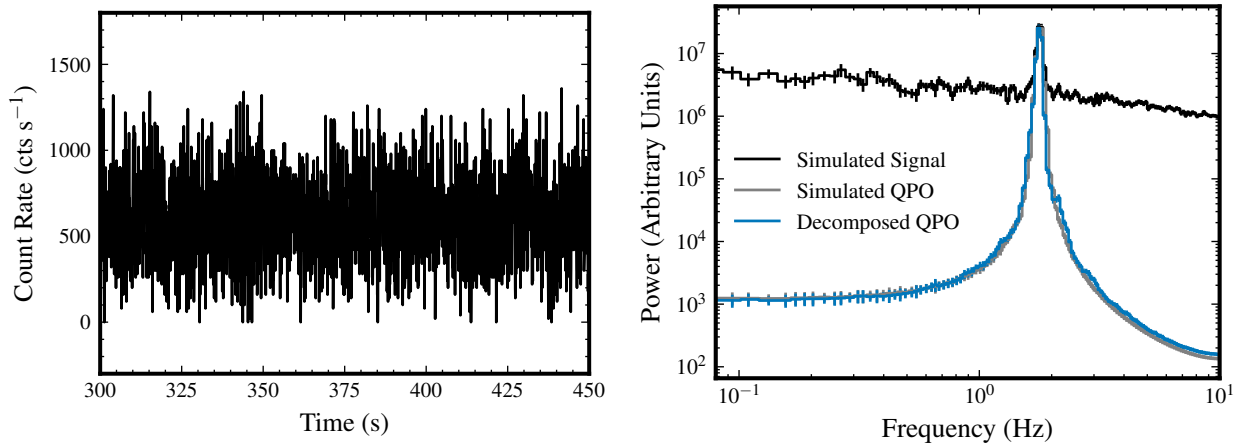 1500
1000
500
0
Count Rate (cts s⁻¹)
300 325 350 375 400 425 450
Time (s)
10⁷
10⁶
10⁵
10⁴
10³
10²
Power (Arbitrary Units)
Simulated Signal
Simulated QPO
Decomposed QPO
10⁻¹ 10⁰ 10¹
Frequency (Hz)